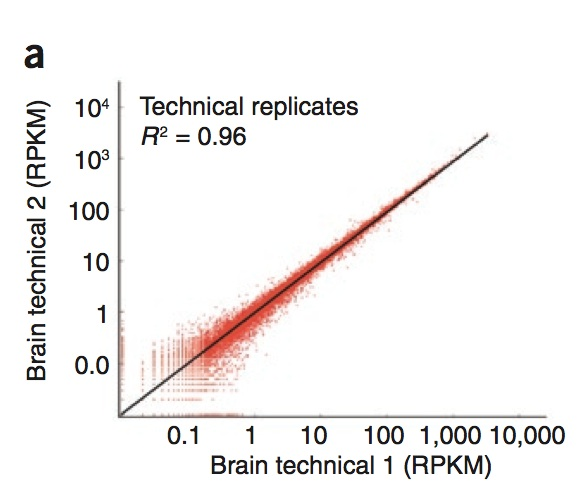 a
Technical replicates
R² = 0.96
Brain technical 2 (RPKM)
10⁴
10³
100
10
1
0.0
0.1 1 10 100 1,000 10,000
Brain technical 1 (RPKM)